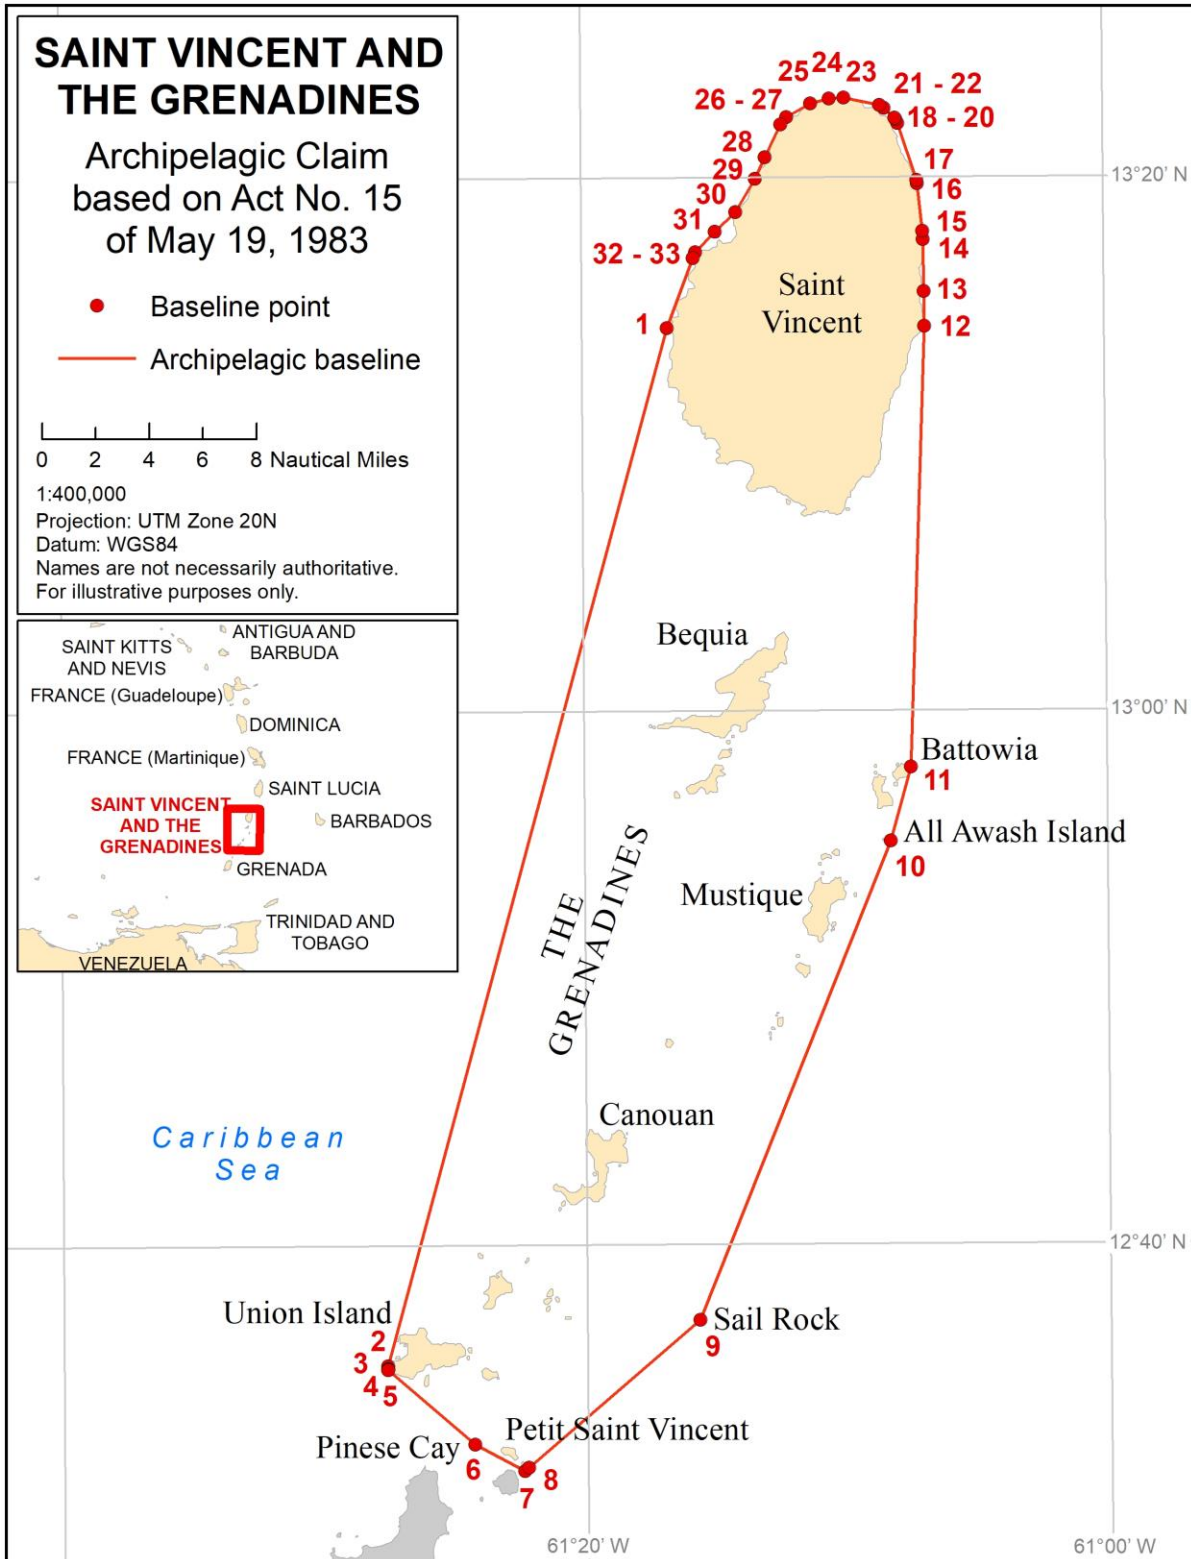 SAINT VINCENT AND
THE GRENADINES
Archipelagic Claim
based on Act No. 15
of May 19, 1983
Baseline point
Archipelagic baseline
0 2 4 6 8 Nautical Miles
1:400,000
Projection: UTM Zone 20N
Datum: WGS84
Names are not necessarily authoritative.
For illustrative purposes only.
ANTIGUA AND
BARBUDA
SAINT KITTS
AND NEVIS
FRANCE (Guadeloupe)
DOMINICA
FRANCE (Martinique)
SAINT LUCIA
SAINT VINCENT
AND THE
GRENADINES
BARBADOS
GRENADA
TRINIDAD AND
TOBAGO
VENEZUELA
25 24 23
26 - 27
21 - 22
18 - 20
28
29
30
31
32 - 33
1
17
16
15
14
13
12
13°20' N
Saint
Vincent
Bequia
13°00' N
Battowia
11
All Awash Island
10
Mustique
THE
GRENADINES
Canouan
Caribbean
Sea
12°40' N
Union Island
2
3
4
5
Sail Rock
9
Petit Saint Vincent
Pinese Cay
6
8
7
61°20' W
61°00' W